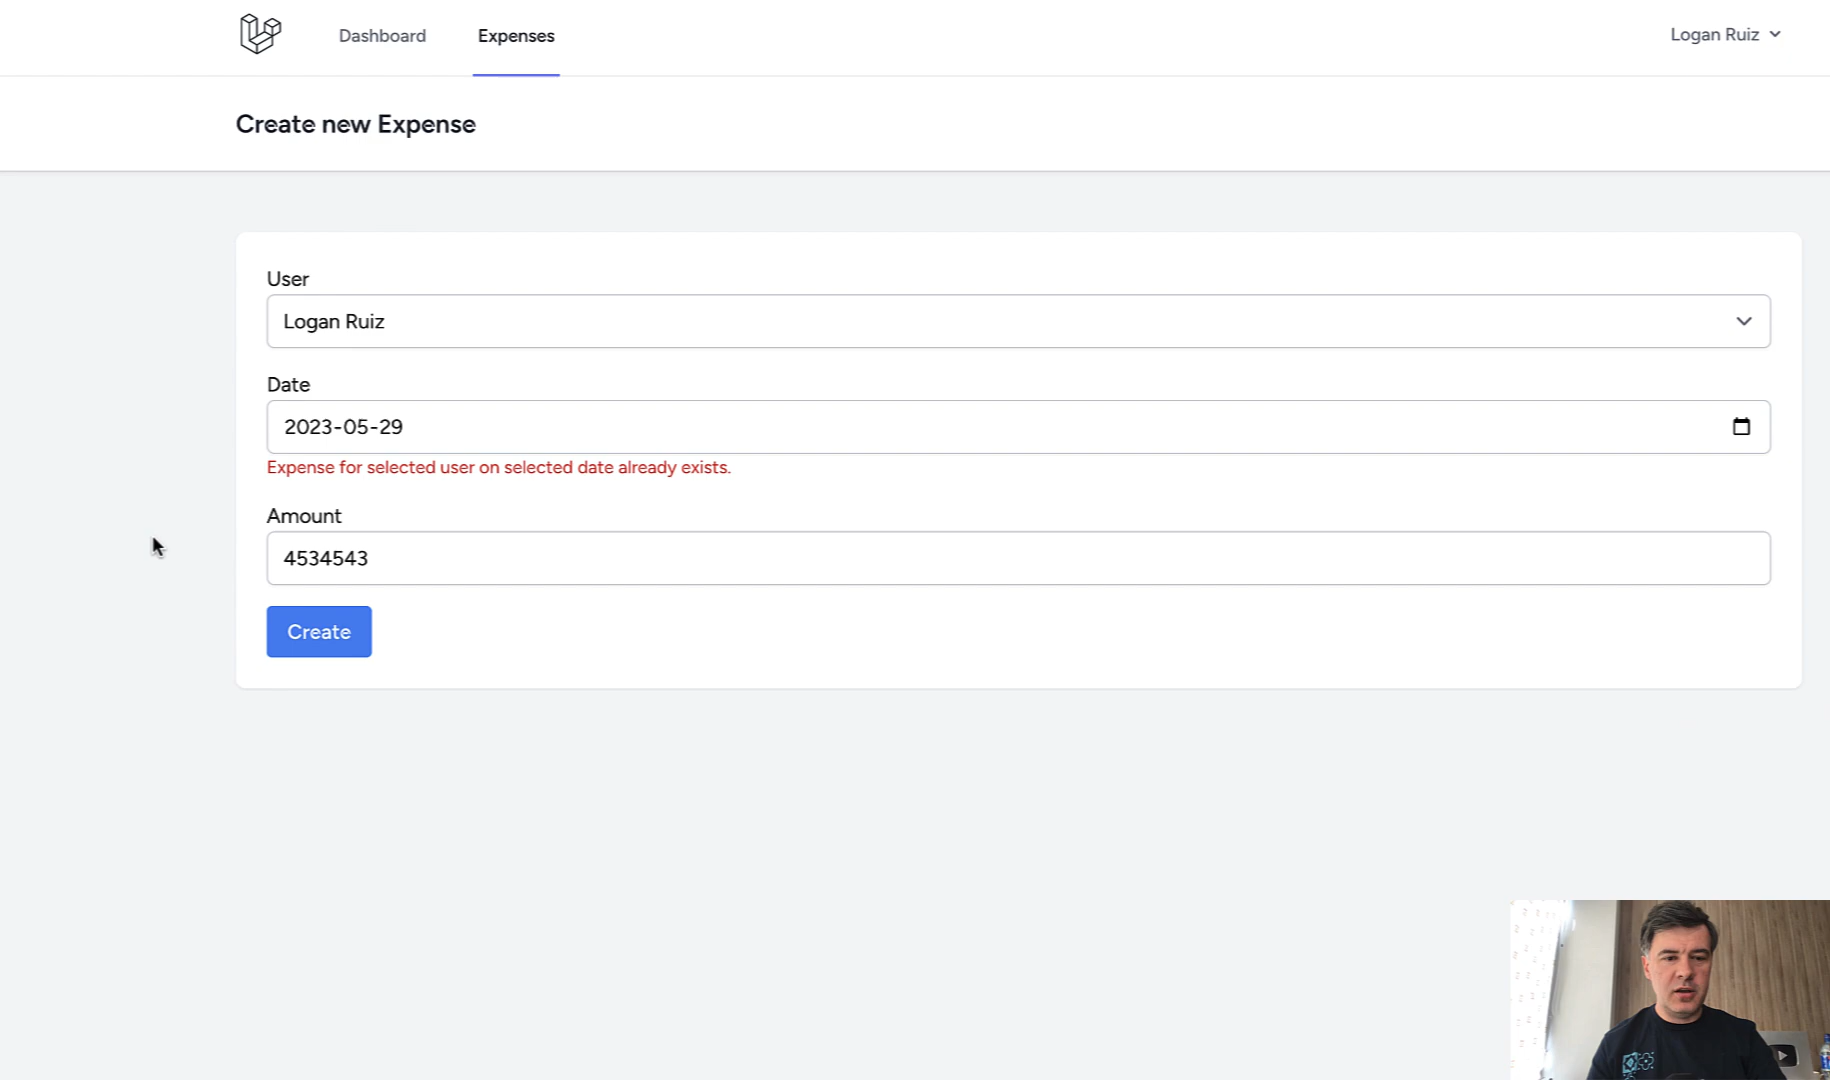 Dashboard
Expenses
Logan Ruiz
Create new Expense
User
Logan Ruiz
Date
2023-05-29
Expense for selected user on selected date already exists.
Amount
4534543
Create